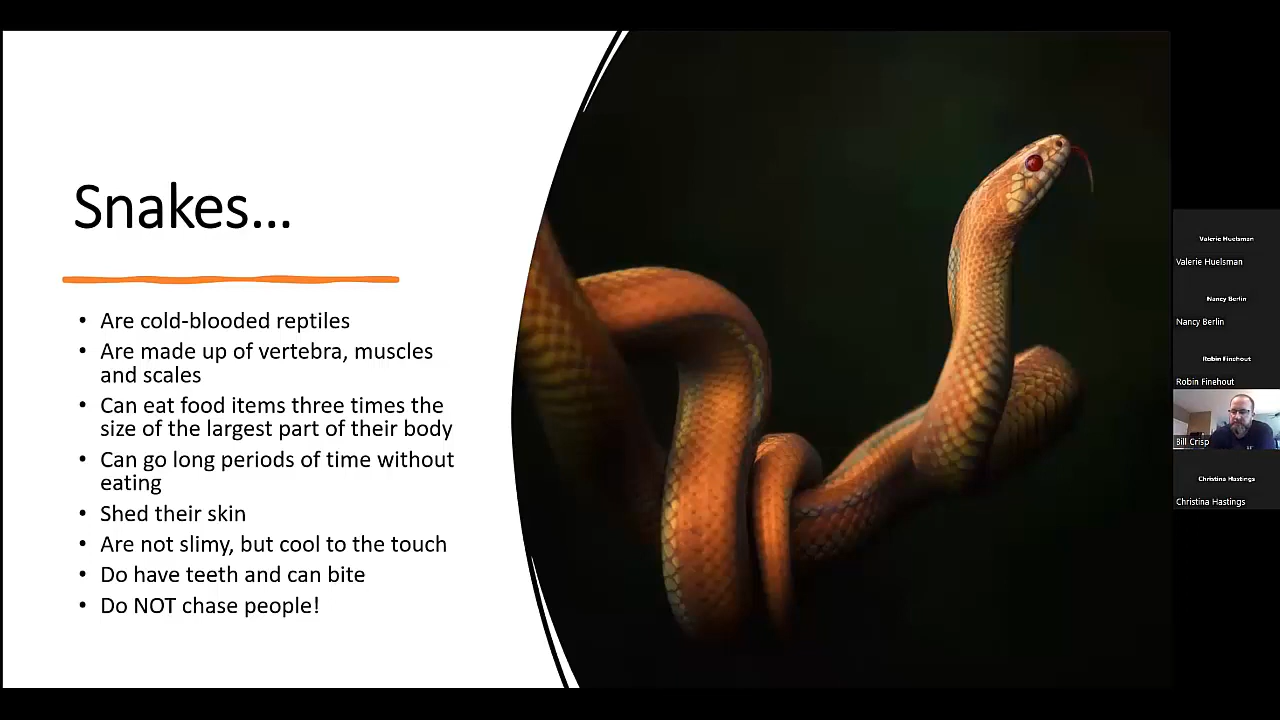 Snakes...
• Are cold-blooded reptiles
• Are made up of vertebra, muscles
and scales
• Can eat food items three times the
size of the largest part of their body
• Can go long periods of time without
eating
• Shed their skin
• Are not slimy, but cool to the touch
• Do have teeth and can bite
• Do NOT chase people!
Valerie Huelsman
Valerie Huelsman
Nancy Berlin
Nancy Berlin
Robin Finehout
Robin Finehout
Bill Crisp
Christina Hastings
Christina Hastings